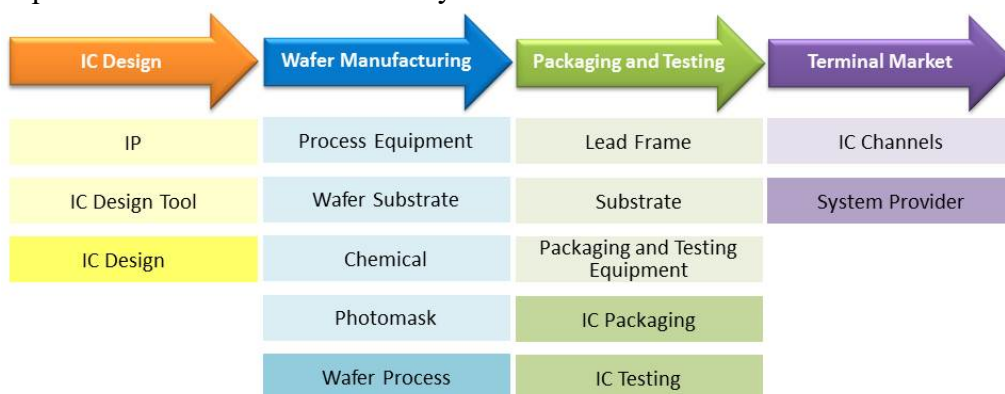 IC Design
Wafer Manufacturing
Packaging and Testing
Terminal Market
IP
Process Equipment
Lead Frame
IC Channels
IC Design Tool
Wafer Substrate
Substrate
System Provider
IC Design
Chemical
Packaging and Testing
Equipment
Photomask
IC Packaging
Wafer Process
IC Testing